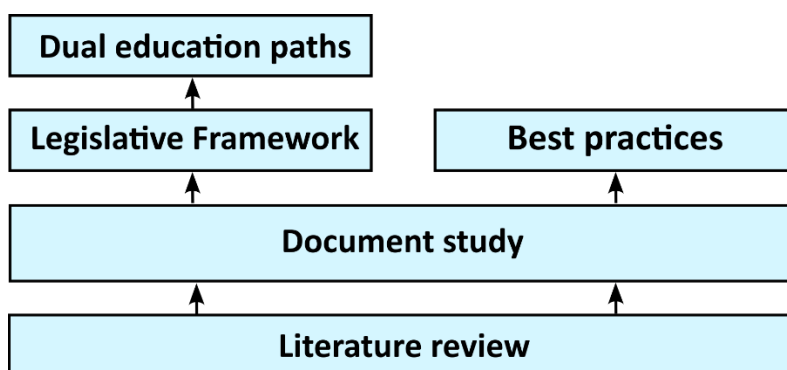 Dual education paths
Legislative Framework
Best practices
Document study
Literature review